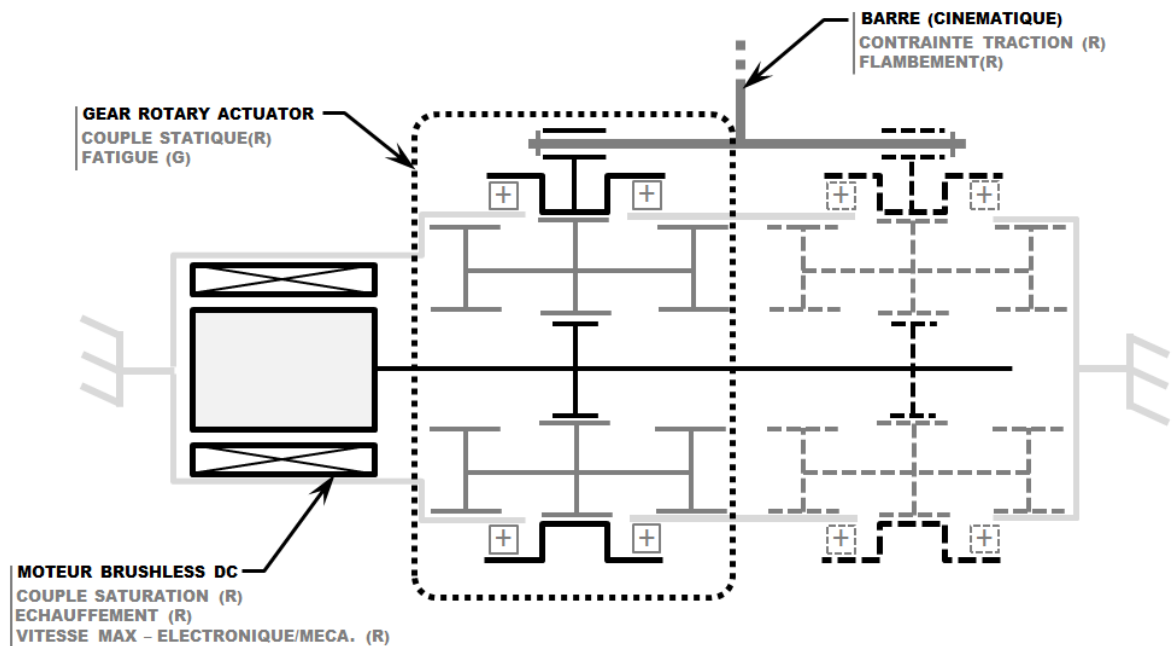 BARRE (CINEMATIQUE)
CONTRAINTE TRACTION (R)
FLAMBEMENT(R)
GEAR ROTARY ACTUATOR
COUPLE STATIQUE(R)
FATIGUE (G)
MOTEUR BRUSHLESS DC
COUPLE SATURATION (R)
ECHAUFFEMENT (R)
VITESSE MAX – ELECTRONIQUE/MECA. (R)